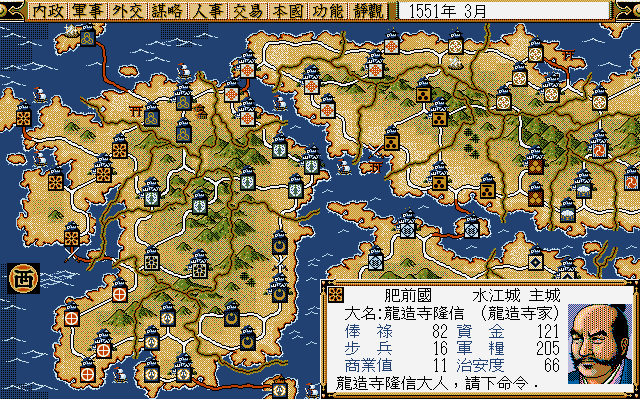 內政 軍事 外交 謀略 人事 交易 本國 功能 靜觀 1551年 3月
西
肥前國 水江城 主城
大名:龍造寺隆信 (龍造寺家)
俸祿 82 資金 121
步兵 16 軍糧 205
商業值 11 治安度 66
龍造寺隆信大人,請下命令.